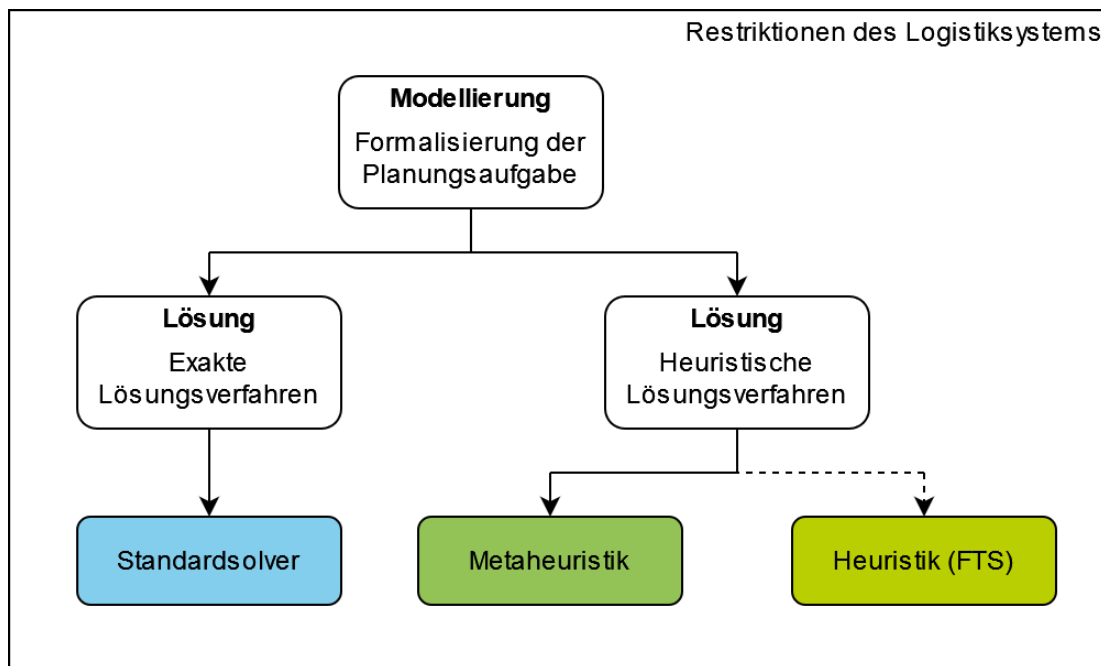 Restriktionen des Logistiksystems
Modellierung
Formalisierung der
Planungsaufgabe
Lösung
Exakte
Lösungsverfahren
Lösung
Heuristische
Lösungsverfahren
Standardsolver
Metaheuristik
Heuristik (FTS)